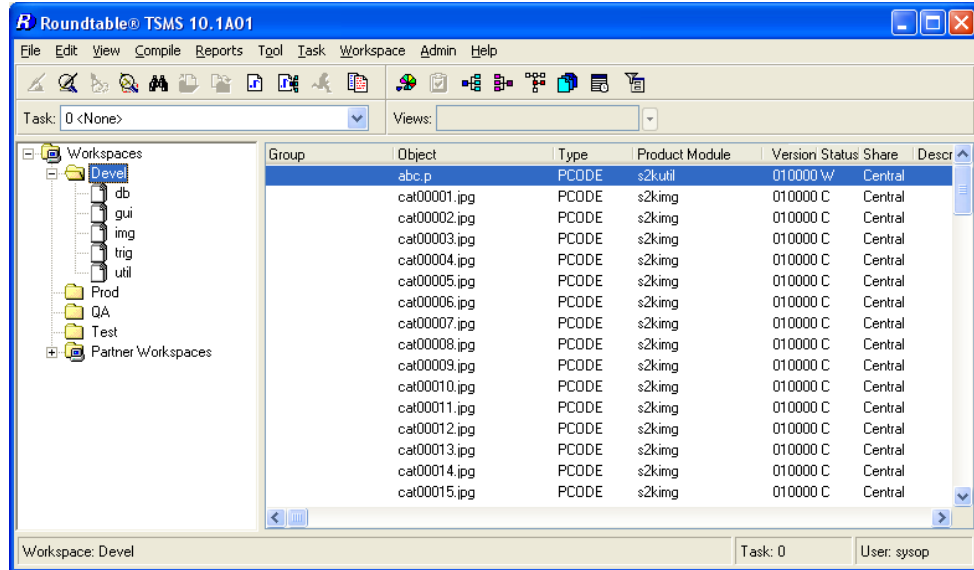 Roundtable® TSMS 10.1A01
File Edit View Compile Reports Tool Task Workspace Admin Help
Task: 0 <None> Views:
Workspaces
Devel
db
gui
img
trig
util
Prod
QA
Test
Partner Workspaces
Group Object Type Product Module Version Status Share Descr
abc.p PCODE s2kutil 010000 W Central
cat00001.jpg PCODE s2kimg 010000 C Central
cat00002.jpg PCODE s2kimg 010000 C Central
cat00003.jpg PCODE s2kimg 010000 C Central
cat00004.jpg PCODE s2kimg 010000 C Central
cat00005.jpg PCODE s2kimg 010000 C Central
cat00006.jpg PCODE s2kimg 010000 C Central
cat00007.jpg PCODE s2kimg 010000 C Central
cat00008.jpg PCODE s2kimg 010000 C Central
cat00009.jpg PCODE s2kimg 010000 C Central
cat00010.jpg PCODE s2kimg 010000 C Central
cat00011.jpg PCODE s2kimg 010000 C Central
cat00012.jpg PCODE s2kimg 010000 C Central
cat00013.jpg PCODE s2kimg 010000 C Central
cat00014.jpg PCODE s2kimg 010000 C Central
cat00015.jpg PCODE s2kimg 010000 C Central
Workspace: Devel Task: 0 User: sysop